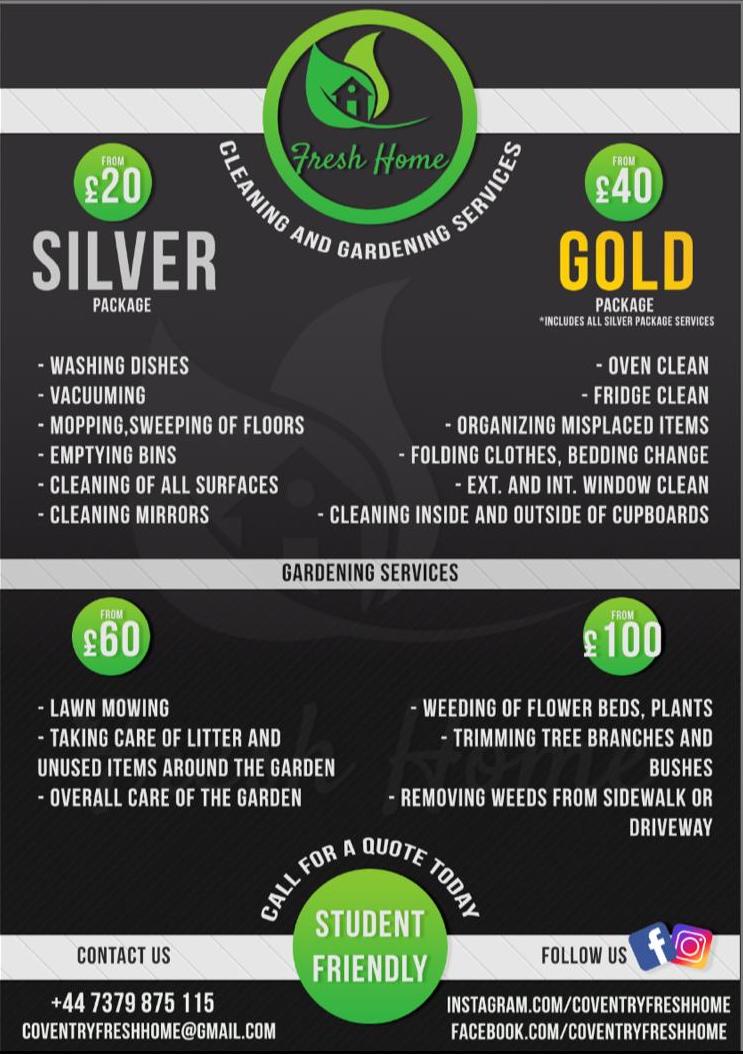 Fresh Home
CLEANING AND GARDENING SERVICES
FROM
£20
SILVER
PACKAGE
- WASHING DISHES
- VACUUMING
- MOPPING,SWEEPING OF FLOORS
- EMPTYING BINS
- CLEANING OF ALL SURFACES
- CLEANING MIRRORS
FROM
£40
GOLD
PACKAGE
*INCLUDES ALL SILVER PACKAGE SERVICES
- OVEN CLEAN
- FRIDGE CLEAN
- ORGANIZING MISPLACED ITEMS
- FOLDING CLOTHES, BEDDING CHANGE
- EXT. AND INT. WINDOW CLEAN
- CLEANING INSIDE AND OUTSIDE OF CUPBOARDS
GARDENING SERVICES
FROM
£60
- LAWN MOWING
- TAKING CARE OF LITTER AND
UNUSED ITEMS AROUND THE GARDEN
- OVERALL CARE OF THE GARDEN
FROM
£100
- WEEDING OF FLOWER BEDS, PLANTS
- TRIMMING TREE BRANCHES AND
BUSHES
- REMOVING WEEDS FROM SIDEWALK OR
DRIVEWAY
Fresh Home
CALL FOR A QUOTE TODAY
STUDENT
FRIENDLY
CONTACT US
+44 7379 875 115
COVENTRYFRESHHOME@GMAIL.COM
FOLLOW US
INSTAGRAM.COM/COVENTRYFRESHHOME
FACEBOOK.COM/COVENTRYFRESHHOME